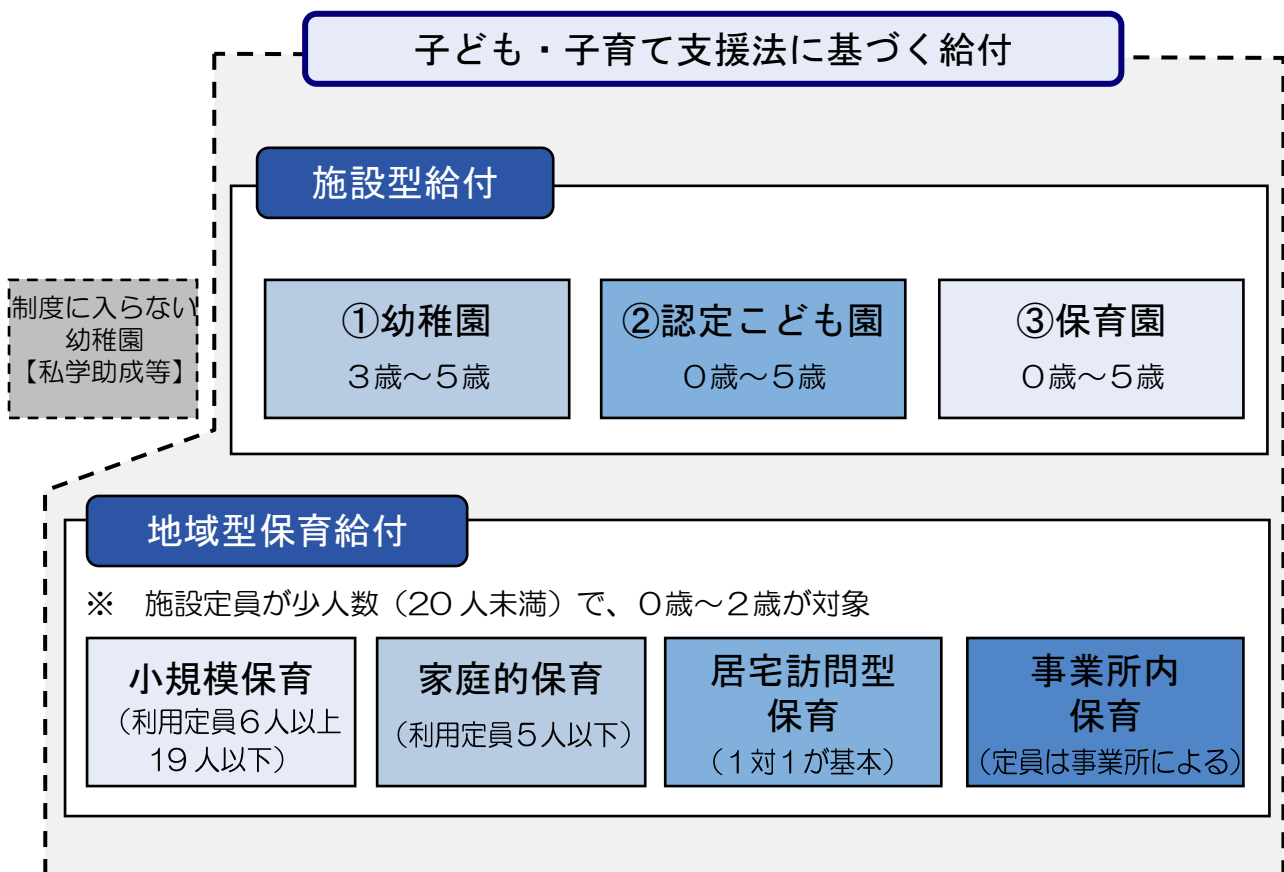 子ども・子育て支援法に基づく給付
施設型給付
制度に入らない
幼稚園
【私学助成等】
①幼稚園
３歳～５歳
②認定こども園
０歳～５歳
③保育園
０歳～５歳
地域型保育給付
※　施設定員が少人数（20 人未満）で、０歳～２歳が対象
小規模保育
（利用定員６人以上
19 人以下）
家庭的保育
（利用定員５人以下）
居宅訪問型
保育
（１対１が基本）
事業所内
保育
（定員は事業所による）